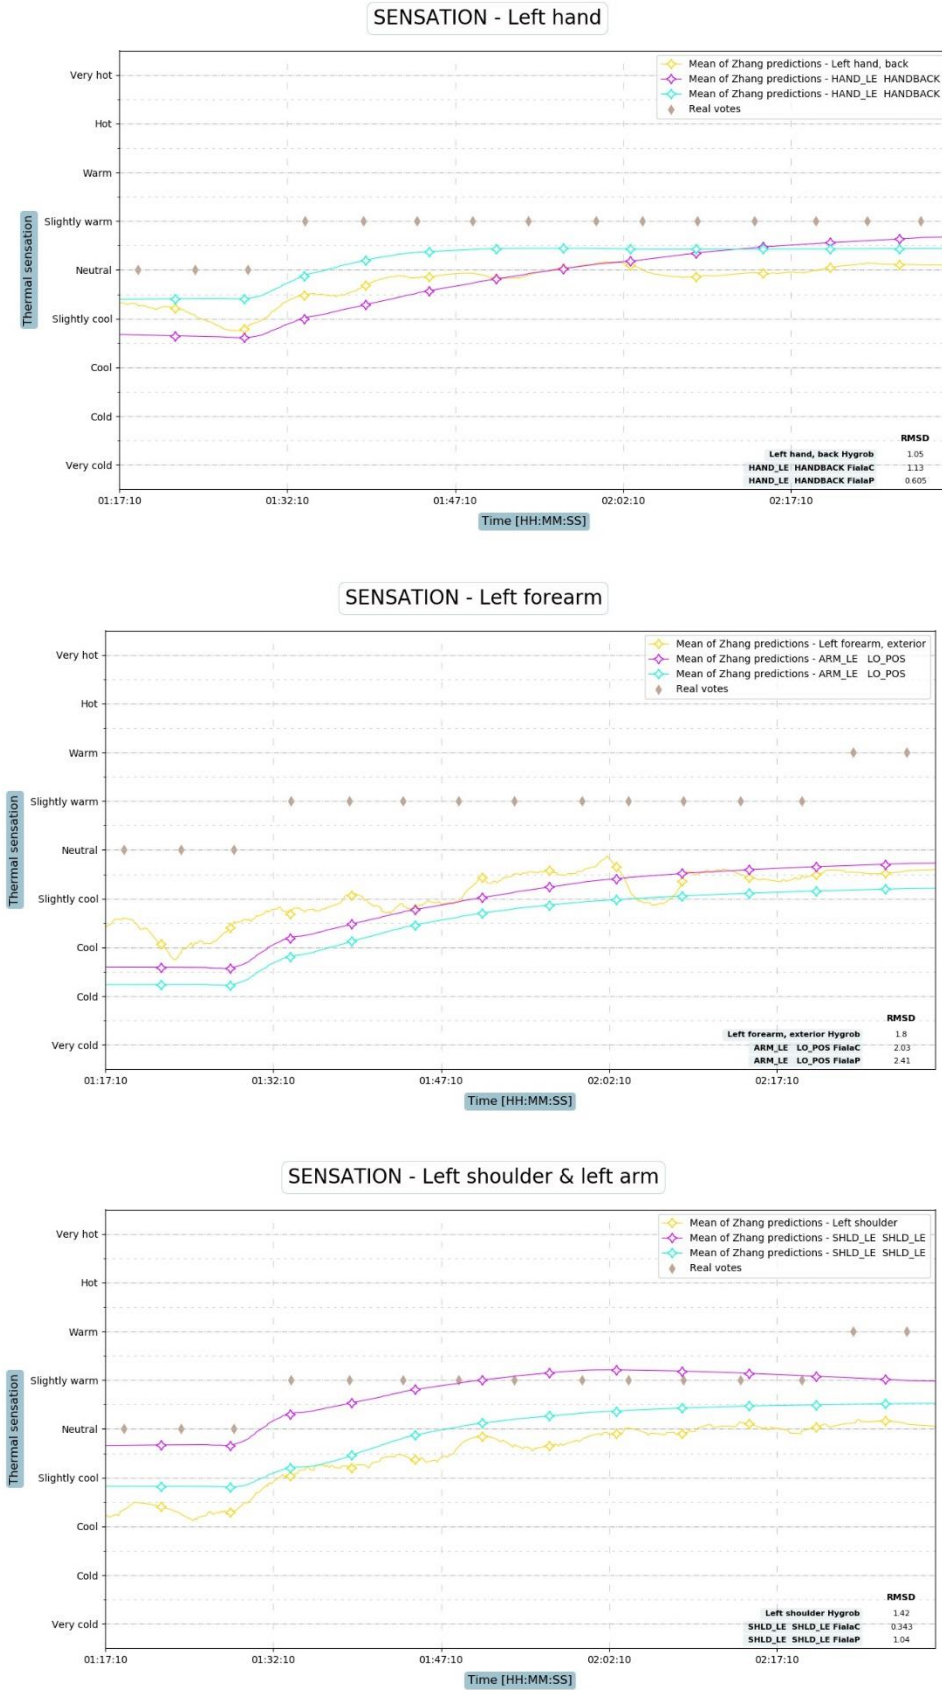 SENSATION - Left hand
Mean of Zhang predictions - Left hand, back
Mean of Zhang predictions - HAND_LE HANDBACK
Mean of Zhang predictions - HAND_LE HANDBACK
Real votes
Very hot
Hot
Warm
Slightly warm
Neutral
Slightly cool
Cool
Cold
Very cold
Thermal sensation
RMSD
Left hand, back Hygrob 1.05
HAND_LE HANDBACK FialaC 1.13
HAND_LE HANDBACK FialaP 0.605
01:17:10 01:32:10 01:47:10 02:02:10 02:17:10
Time [HH:MM:SS]
SENSATION - Left forearm
Mean of Zhang predictions - Left forearm, exterior
Mean of Zhang predictions - ARM_LE LO_POS
Mean of Zhang predictions - ARM_LE LO_POS
Real votes
Very hot
Hot
Warm
Slightly warm
Neutral
Slightly cool
Cool
Cold
Very cold
Thermal sensation
RMSD
Left forearm, exterior Hygrob 1.8
ARM_LE LO_POS FialaC 2.03
ARM_LE LO_POS FialaP 2.41
01:17:10 01:32:10 01:47:10 02:02:10 02:17:10
Time [HH:MM:SS]
SENSATION - Left shoulder & left arm
Mean of Zhang predictions - Left shoulder
Mean of Zhang predictions - SHLD_LE SHLD_LE
Mean of Zhang predictions - SHLD_LE SHLD_LE
Real votes
Very hot
Hot
Warm
Slightly warm
Neutral
Slightly cool
Cool
Cold
Very cold
Thermal sensation
RMSD
Left shoulder Hygrob 1.42
SHLD_LE SHLD_LE FialaC 0.343
SHLD_LE SHLD_LE FialaP 1.04
01:17:10 01:32:10 01:47:10 02:02:10 02:17:10
Time [HH:MM:SS]